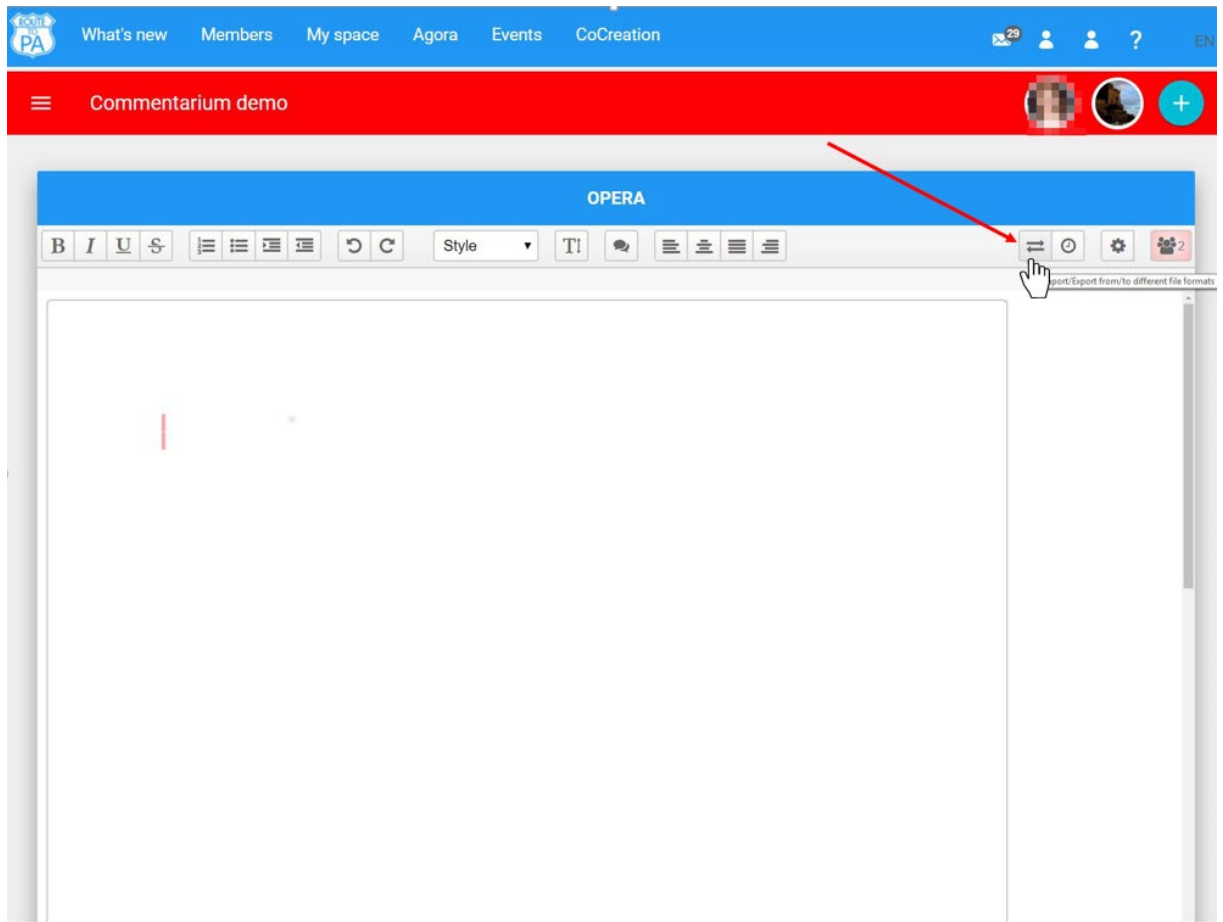 ROUTE
TO
PA
What's new Members My space Agora Events CoCreation 29 ? EN
Commentarium demo +
OPERA
B I U S Style T 2
port/Export from/to different file formats